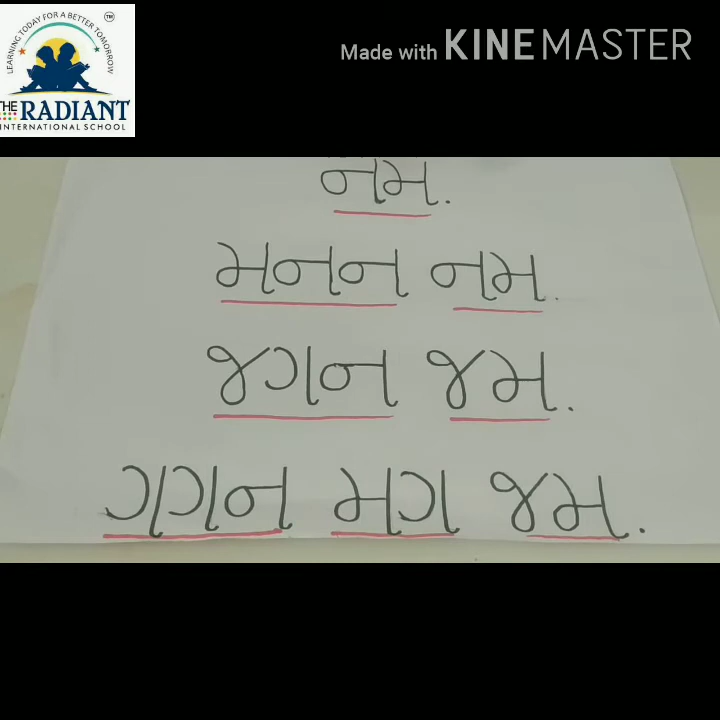 LEARNING TODAY FOR A BETTER TOMORROW
TM
THE RADIANT
INTERNATIONAL SCHOOL
Made with KINEMASTER
નમ.
મનન નમ.
જગન જમ.
ગગન મગ જમ.